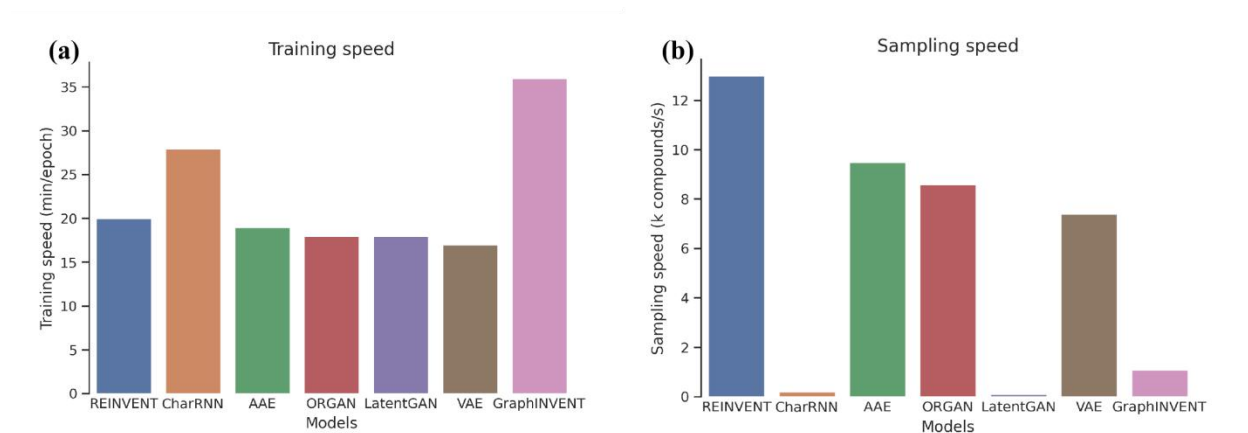 (a)
Training speed
Training speed (min/epoch)
35
30
25
20
15
10
5
0
REINVENT CharRNN AAE ORGAN LatentGAN VAE GraphINVENT
Models
(b)
Sampling speed
Sampling speed (k compounds/s)
12
10
8
6
4
2
0
REINVENT CharRNN AAE ORGAN LatentGAN VAE GraphINVENT
Models